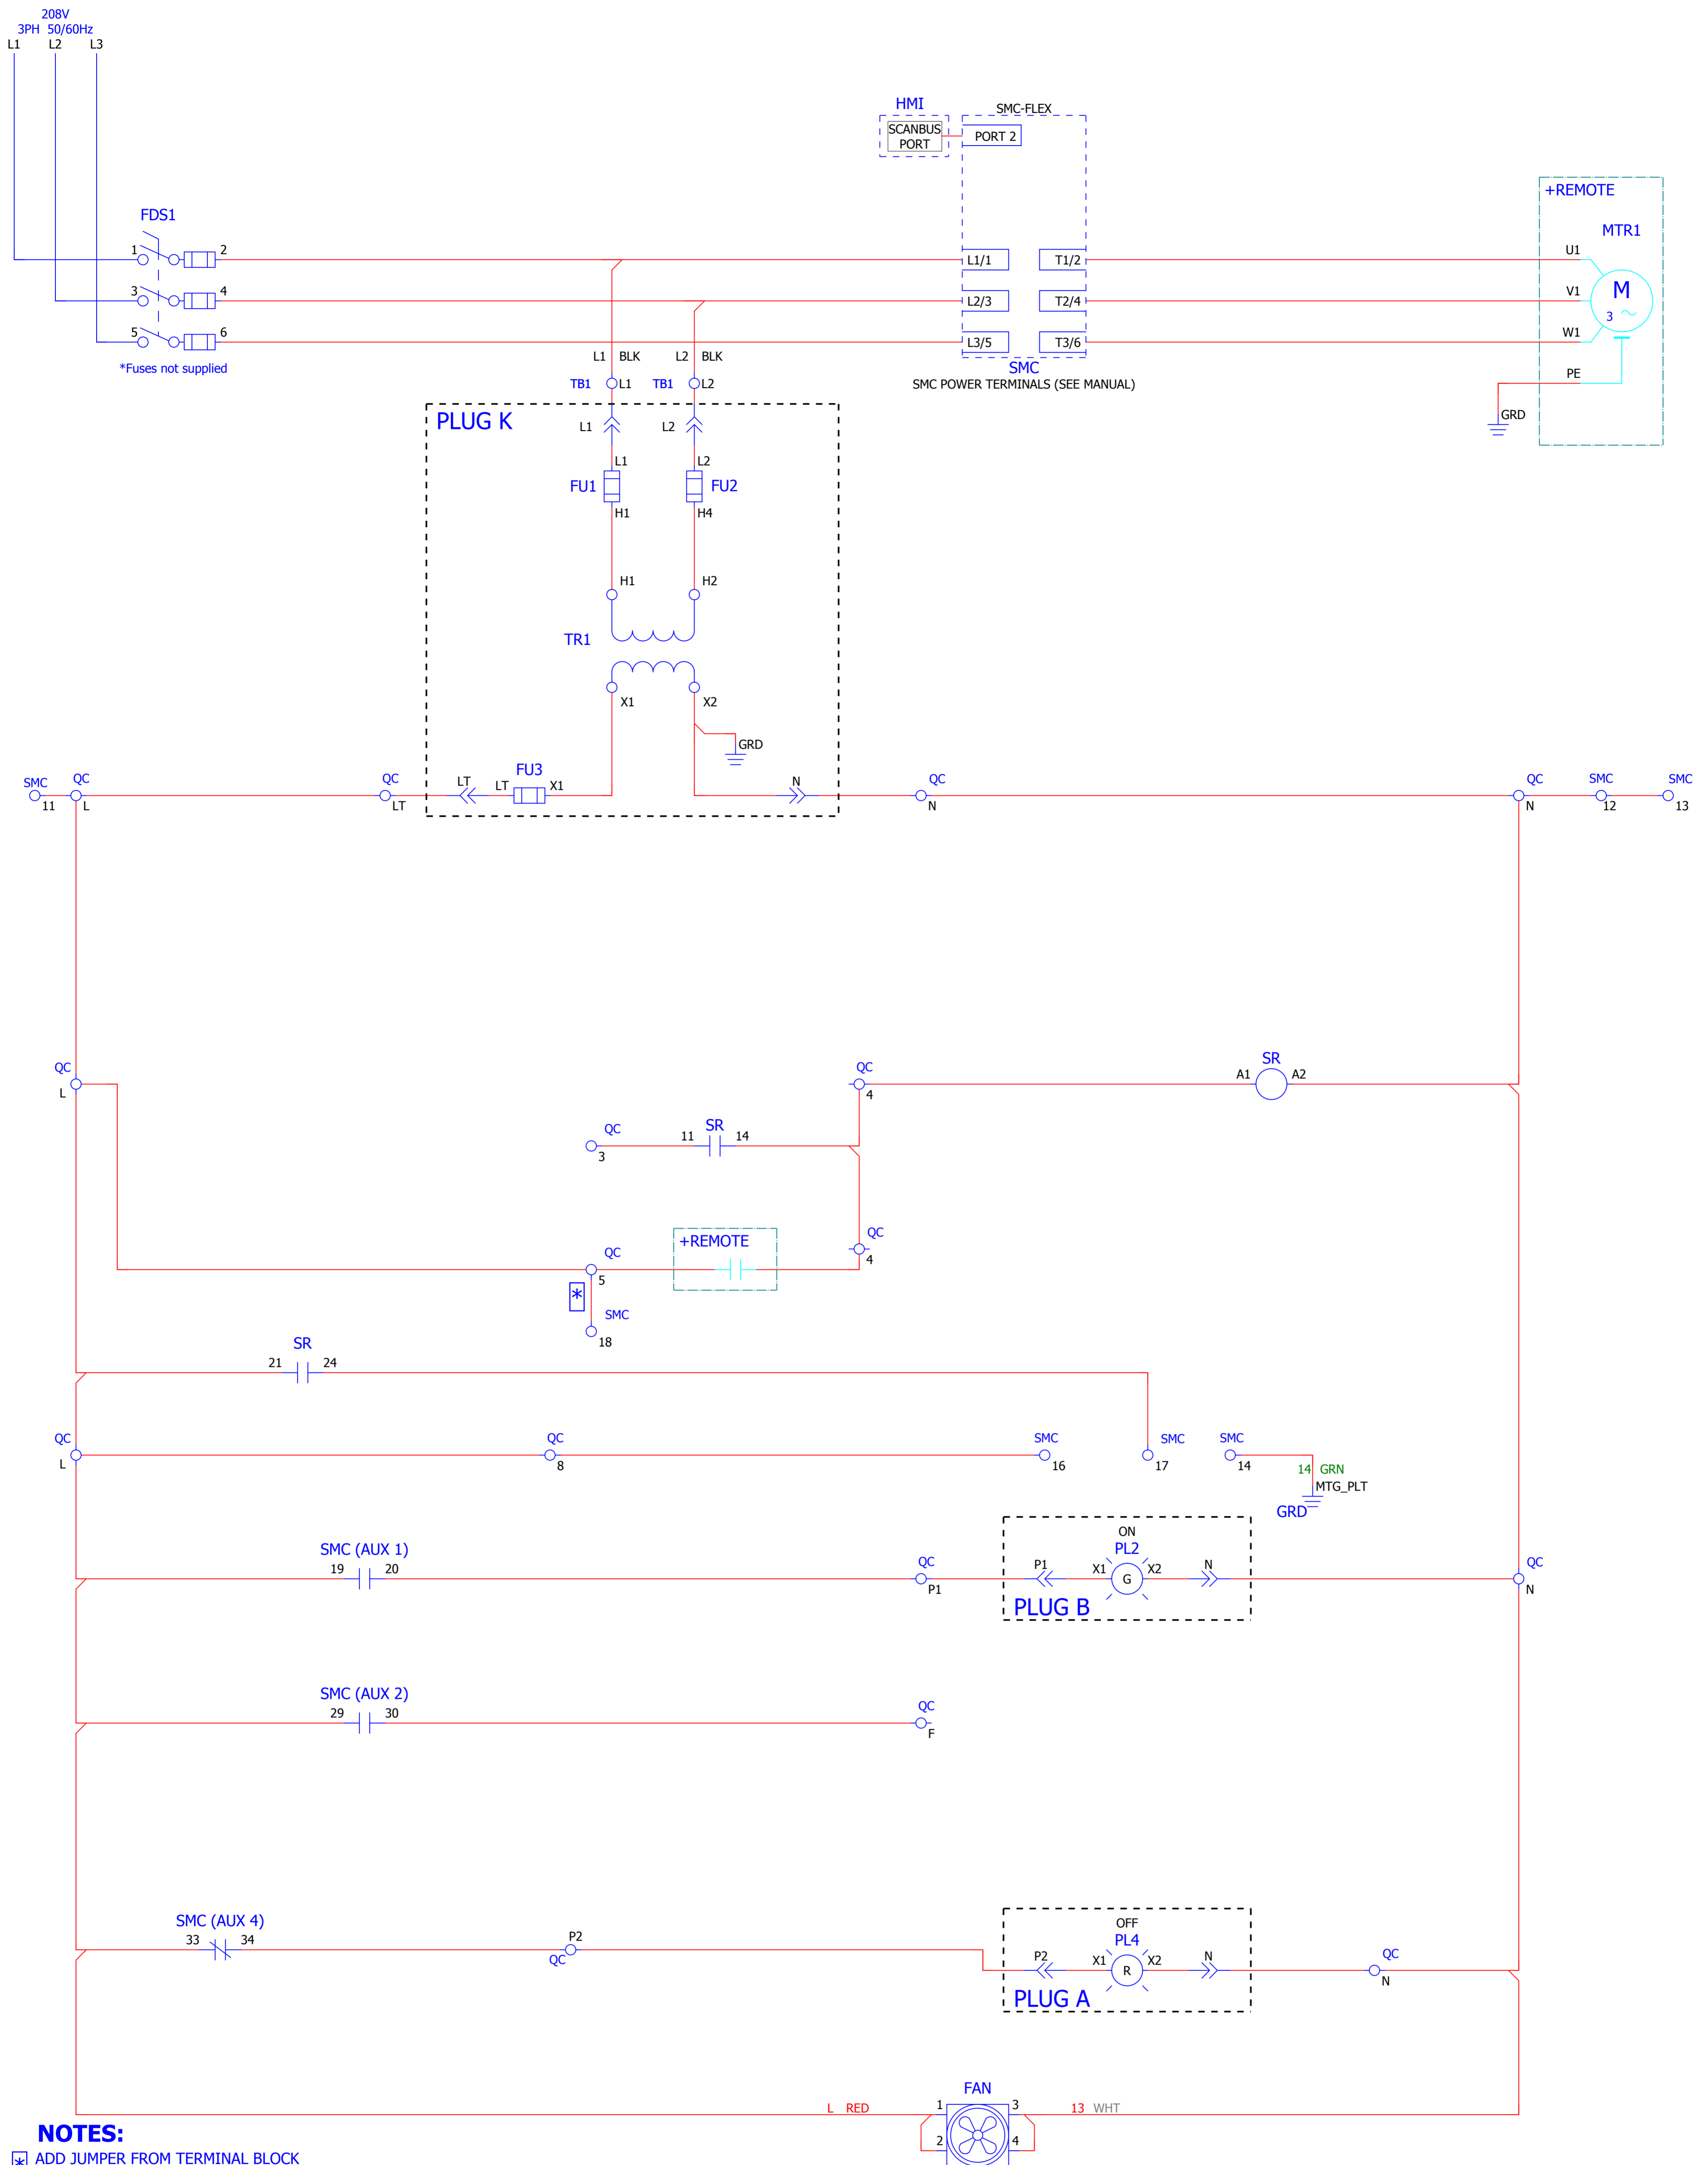 208V
3PH 50/60Hz
L1 L2 L3
HMI
SMC-FLEX
SCANBUS
PORT
PORT 2
+REMOTE
MTR1
FDS1
1 2
L1/1 T1/2
U1
3 4
L2/3 T2/4
V1
M
3
5 6
L3/5 T3/6
W1
*Fuses not supplied
L1 BLK L2 BLK
SMC
SMC POWER TERMINALS (SEE MANUAL)
PE
GRD
TB1 L1 TB1 L2
PLUG K
L1 L2
L1 L2
FU1 FU2
H1 H4
H1 H2
TR1
X1 X2
GRD
SMC QC QC LT LT FU3 X1 N QC QC SMC SMC
11 L LT N N 12 13
QC QC SR
L 4 A1 A2
QC 11 SR 14
3
+REMOTE
QC QC
5 4
*
SMC
18
SR
21 24
QC QC SMC SMC SMC
L 8 16 17 14
14 GRN
MTG_PLT
GRD
ON
SMC (AUX 1)
19 20
QC
P1
P1 X1 PL2 X2 N
G
QC
N
PLUG B
SMC (AUX 2)
29 30
QC
F
SMC (AUX 4)
33 34
P2
QC
OFF
PL4
P2 X1 X2 N
R
QC
N
PLUG A
FAN
L RED 1 3 13 WHT
2 4
NOTES:
* ADD JUMPER FROM TERMINAL BLOCK